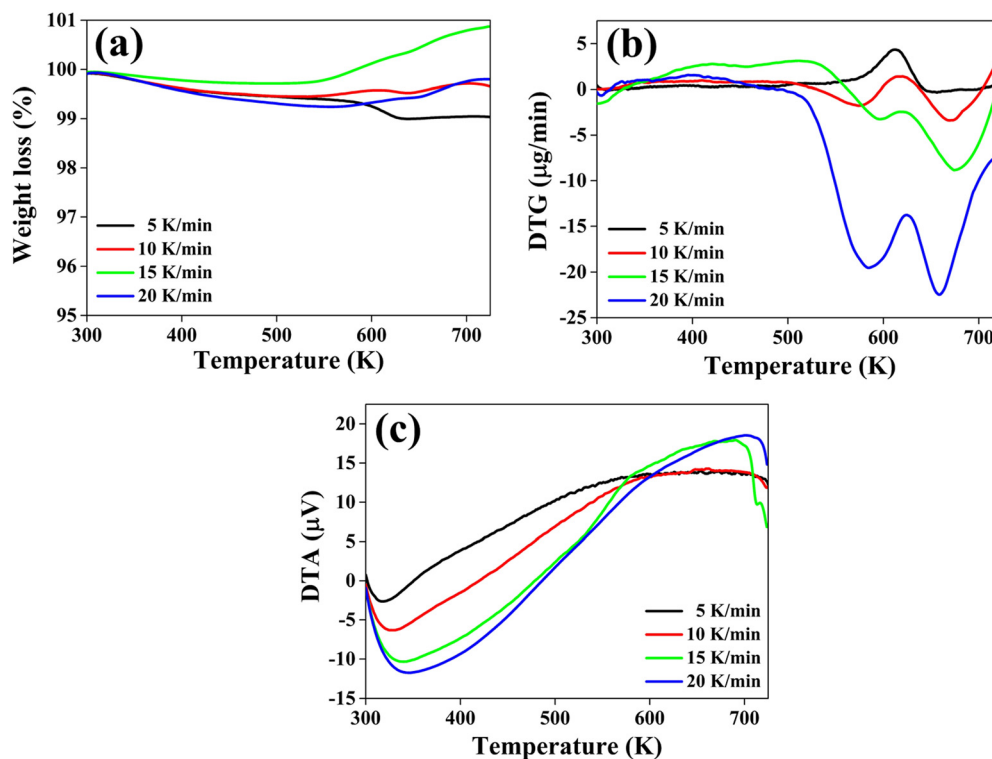 (a)
Weight loss (%)
101
100
99
98
97
96
95
5 K/min
10 K/min
15 K/min
20 K/min
300
400
500
600
700
Temperature (K)
(b)
DTG (µg/min)
5
0
-5
-10
-15
-20
-25
5 K/min
10 K/min
15 K/min
20 K/min
300
400
500
600
700
Temperature (K)
(c)
DTA (µV)
20
15
10
5
0
-5
-10
-15
5 K/min
10 K/min
15 K/min
20 K/min
300
400
500
600
700
Temperature (K)